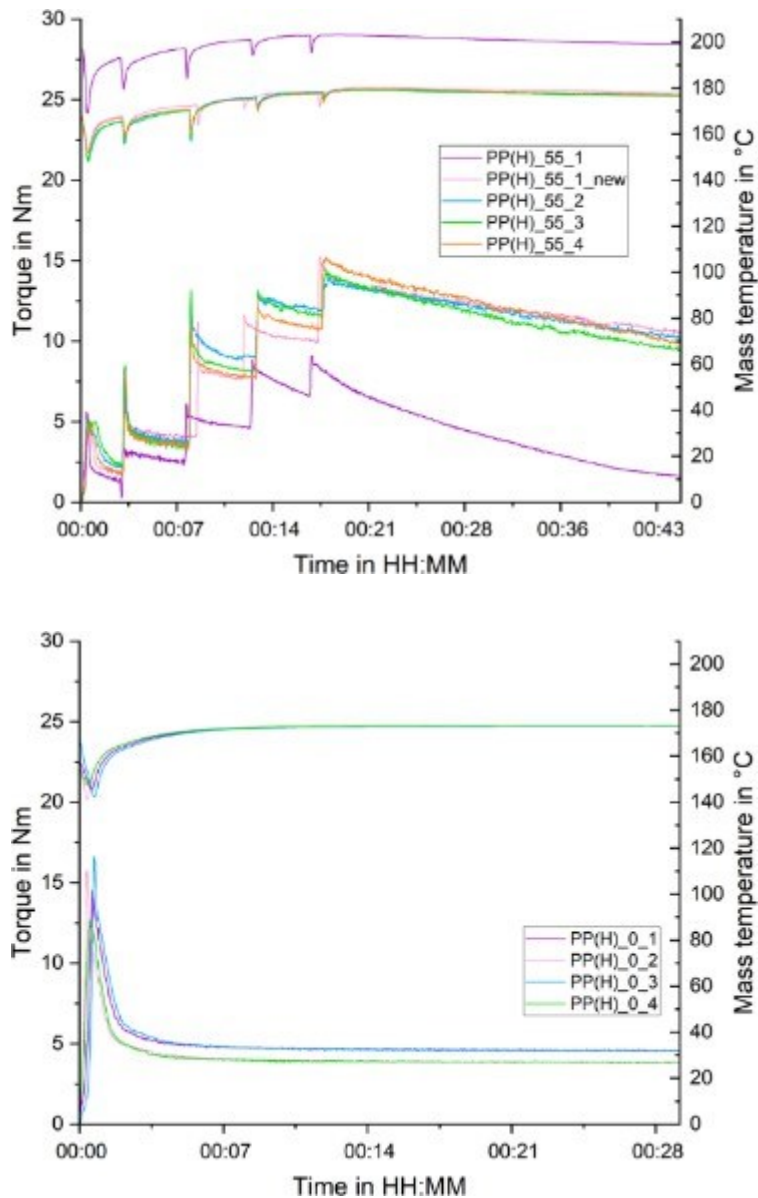 30
25
20
15
10
5
0
Torque in Nm
200
180
160
140
120
100
80
60
40
20
0
Mass temperature in °C
PP(H)_55_1
PP(H)_55_1_new
PP(H)_55_2
PP(H)_55_3
PP(H)_55_4
00:00 00:07 00:14 00:21 00:28 00:36 00:43
Time in HH:MM
30
25
20
15
10
5
0
Torque in Nm
200
180
160
140
120
100
80
60
40
20
0
Mass temperature in °C
PP(H)_0_1
PP(H)_0_2
PP(H)_0_3
PP(H)_0_4
00:00 00:07 00:14 00:21 00:28
Time in HH:MM